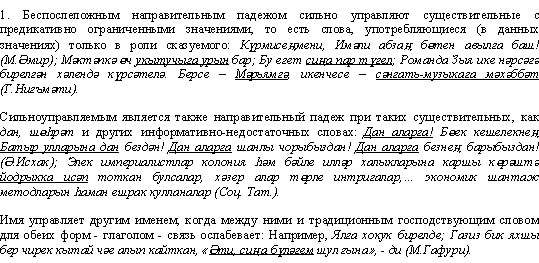 1. Беспослеложным направительным падежом сильно управляют существительные с
предикативно ограниченными значениями, то есть слова, употребляющиеся (в данных
значениях) только в роли сказуемого: Күрмисеңмени, Имәпи абзаң бөтен авылга баш!
(М.Әмир); Мәктәпкә өч укытучыга урын бар; Бу егет сиңа пар түгел; Романда Зыя ике нәрсәгә
бирелгән хәлендә күрсәтелә. Берсе – Мәрьямгә, икенчесе – сәнгать-музыкага мәхәббәт
(Г.Нигъмәти).
Сильноуправляемым является также направительный падеж при таких существительных, как
дан, шөһрәт и других информативно-недостаточных словах: Дан аларга! Бөек кешелекнең,
Батыр улларына дан бездән! Дан аларга шанлы чорыбыздан! Дан аларга безнең барыбыздан!
(Ә.Исхак); Элек империалистлар колония һәм бәйле илләр халыкларына каршы көрәштә
йодрыкка исәп тоткан булсалар, хәзер алар төрле интригалар,... экономик шантаж
методларын һаман ешрак кулланалар (Соц. Тат.).
Имя управляет другим именем, когда между ними и традиционным господствующим словом
для обеих форм - глаголом - связь ослабевает: Например, Ялга хокук бирелде; Газиз бик яхшы
бер чирек кытай чәе алып кайткан, «Әти, сиңа бүләгем шул гына», - ди (М.Гафури).